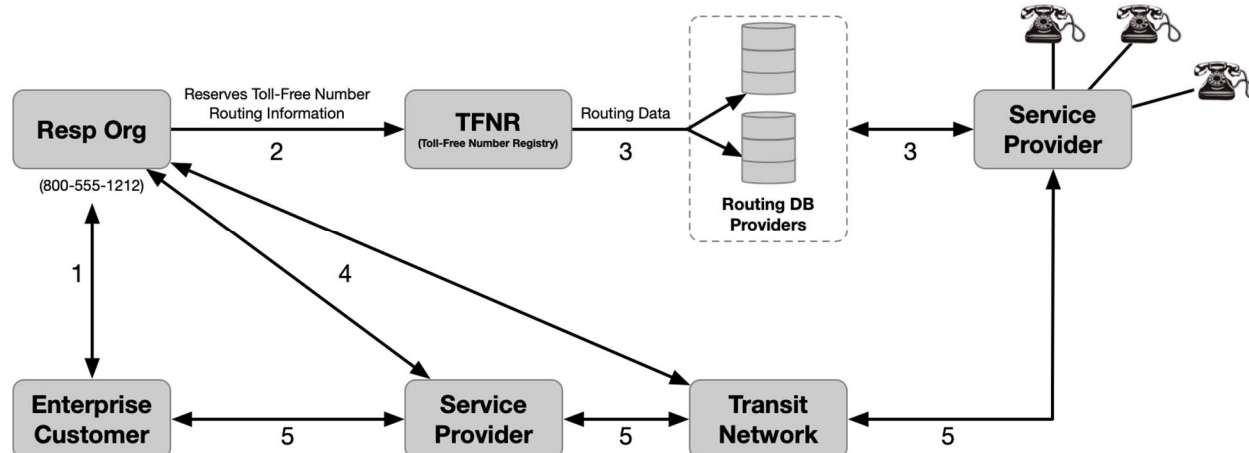 Reserves Toll-Free Number
Routing Information
Resp Org
2
TFNR
(Toll-Free Number Registry)
Routing Data
3
Routing DB
Providers
3
Service
Provider
(800-555-1212)
1
4
Enterprise
Customer
5
Service
Provider
5
Transit
Network
5